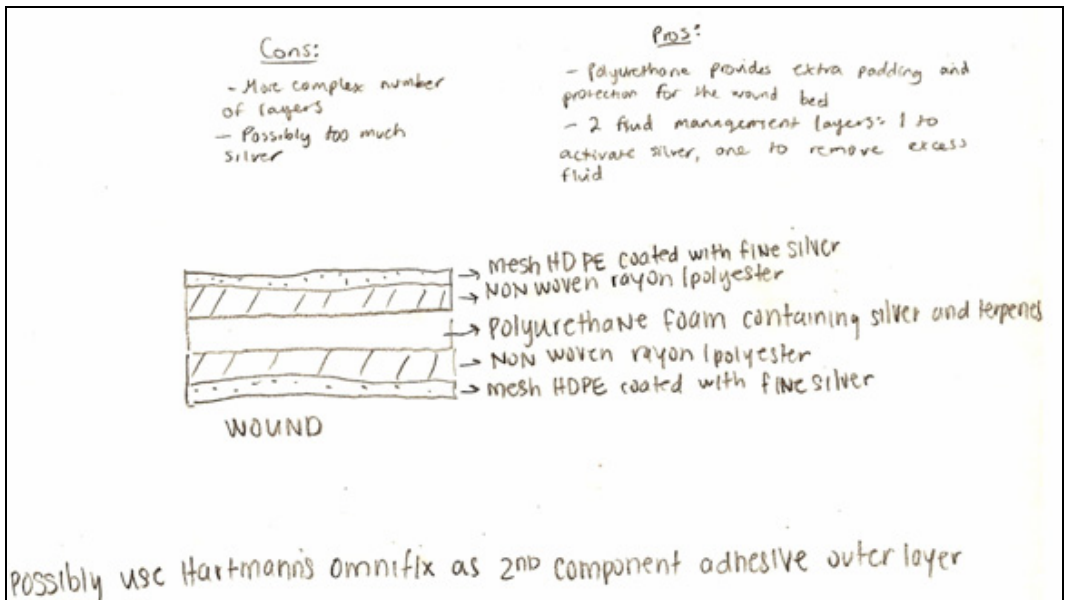 Cons:
- More complex number
of layers
- Possibly too much
silver
Pros:
- Polyurethane provides extra padding and
protection for the wound bed
- 2 fluid management layers: 1 to
activate silver, one to remove excess
fluid
mesh HDPE coated with fine silver
NON woven rayon/polyester
polyurethane foam containing silver and terpenes
NON woven rayon/polyester
mesh HDPE coated with fine silver
WOUND
possibly use Hartmann's omnifix as 2ND component adhesive outer layer